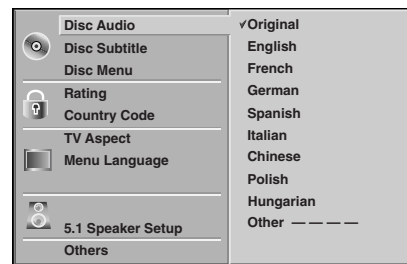 Disc Audio
Disc Subtitle
Disc Menu
Rating
Country Code
TV Aspect
Menu Language
5.1 Speaker Setup
Others
✓Original
English
French
German
Spanish
Italian
Chinese
Polish
Hungarian
Other — — — —